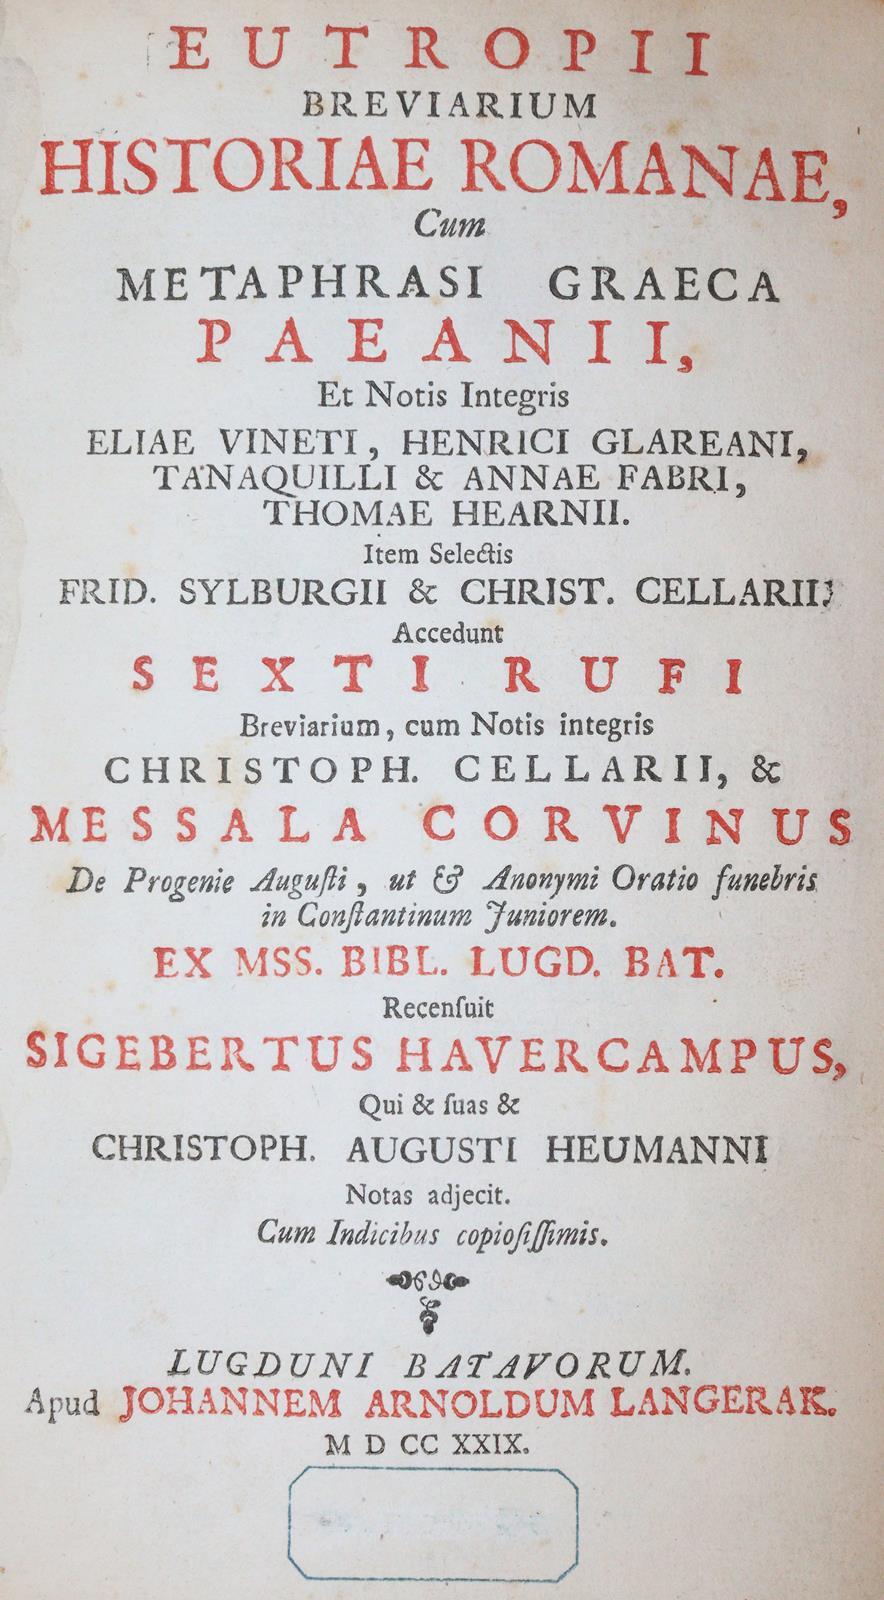 EUTROPII
BREVIARIUM
HISTORIAE ROMANAE,
Cum
METAPHRASI GRAECA
PAEANII,
Et Notis Integris
ELIAE VINETI, HENRICI GLAREANI,
TANAQUILLI & ANNAE FABRI,
THOMAE HEARNII.
Item Selectis
FRID. SYLBURGII & CHRIST. CELLARII;
Accedunt
SEXTI RUFI
Breviarium, cum Notis integris
CHRISTOPH. CELLARII, &
MESSALA CORVINUS
De Progenie Auguſti, ut & Anonymi Oratio funebris
in Conſtantinum Juniorem.
EX MSS. BIBL. LUGD. BAT.
Recenſuit
SIGEBERTUS HAVERCAMPUS,
Qui & ſuas &
CHRISTOPH. AUGUSTI HEUMANNI
Notas adjecit.
Cum Indicibus copioſiſſimis.
LUGDUNI BATAVORUM.
Apud JOHANNEM ARNOLDUM LANGERAK.
M D CC XXIX.